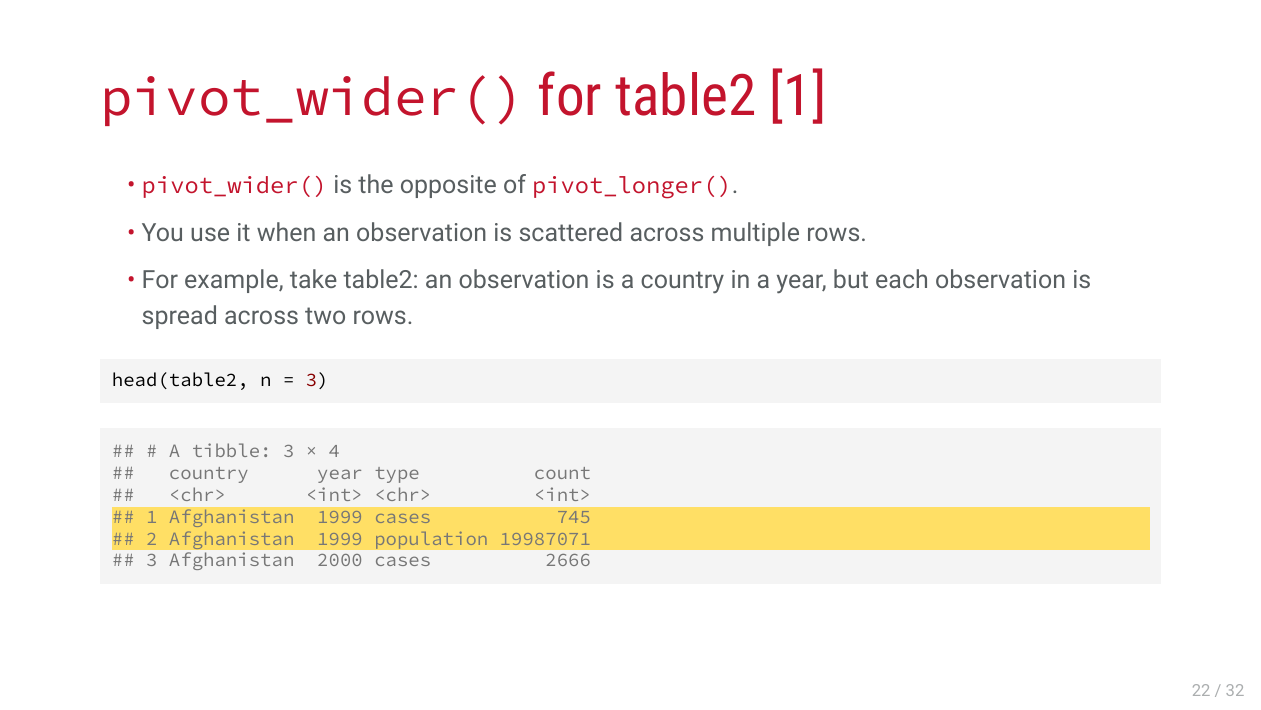 pivot_wider() for table2 [1]
• pivot_wider() is the opposite of pivot_longer().
• You use it when an observation is scattered across multiple rows.
• For example, take table2: an observation is a country in a year, but each observation is
spread across two rows.
head(table2, n = 3)
## # A tibble: 3 × 4
##   country      year type          count
##   <chr>       <int> <chr>         <int>
## 1 Afghanistan  1999 cases           745
## 2 Afghanistan  1999 population 19987071
## 3 Afghanistan  2000 cases          2666
22 / 32